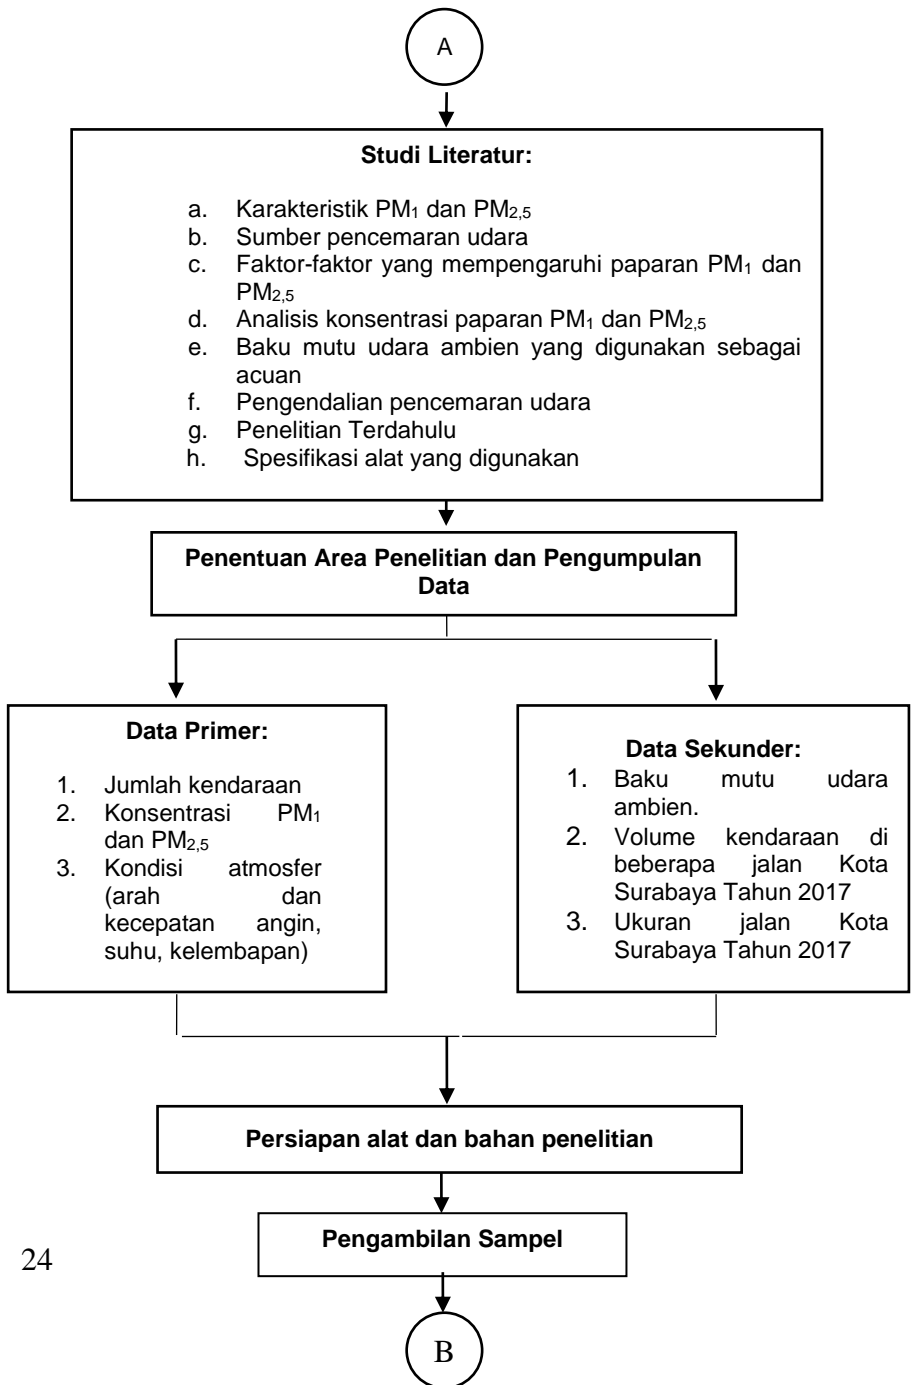 A
Studi Literatur:
a. Karakteristik PM₁ dan PM₂,₅
b. Sumber pencemaran udara
c. Faktor-faktor yang mempengaruhi paparan PM₁ dan
PM₂,₅
d. Analisis konsentrasi paparan PM₁ dan PM₂,₅
e. Baku mutu udara ambien yang digunakan sebagai
acuan
f. Pengendalian pencemaran udara
g. Penelitian Terdahulu
h. Spesifikasi alat yang digunakan
Penentuan Area Penelitian dan Pengumpulan
Data
Data Primer:
1. Jumlah kendaraan
2. Konsentrasi PM₁
dan PM₂,₅
3. Kondisi atmosfer
(arah dan
kecepatan angin,
suhu, kelembapan)
Data Sekunder:
1. Baku mutu udara
ambien.
2. Volume kendaraan di
beberapa jalan Kota
Surabaya Tahun 2017
3. Ukuran jalan Kota
Surabaya Tahun 2017
Persiapan alat dan bahan penelitian
Pengambilan Sampel
24
B